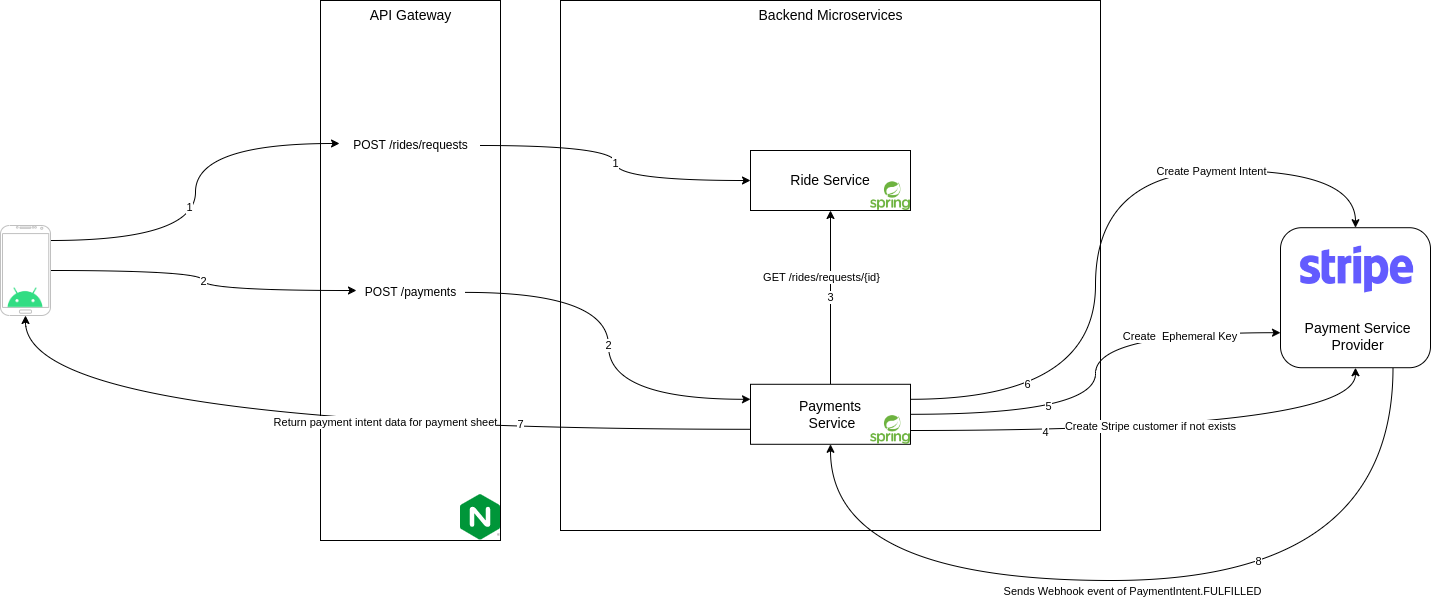 API Gateway
Backend Microservices
POST /rides/requests
1
1
1
Ride Service
spring
Create Payment Intent
stripe
Payment Service
Provider
2
POST /payments
2
GET /rides/requests/{id}
3
Create  Ephemeral Key
6
5
4
Create Stripe customer if not exists
Payments
Service
spring
Return payment intent data for payment sheet
7
N
8
Sends Webhook event of PaymentIntent.FULFILLED